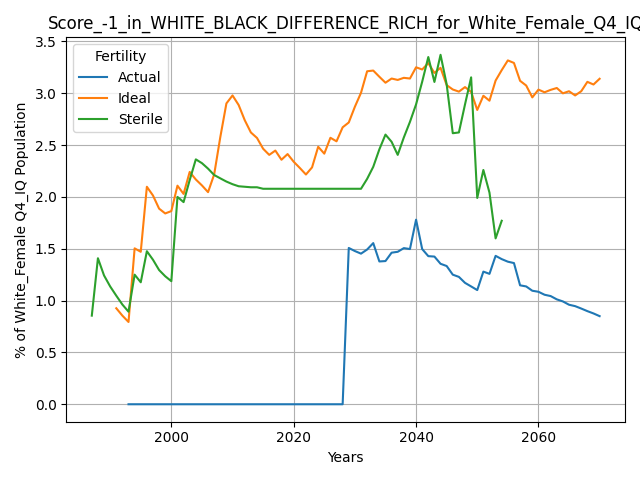 Score_-1_in_WHITE_BLACK_DIFFERENCE_RICH_for_White_Female_Q4_IQ
Fertility
Actual
Ideal
Sterile
% of White_Female Q4_IQ Population
3.5
3.0
2.5
2.0
1.5
1.0
0.5
0.0
2000 2020 2040 2060
Years